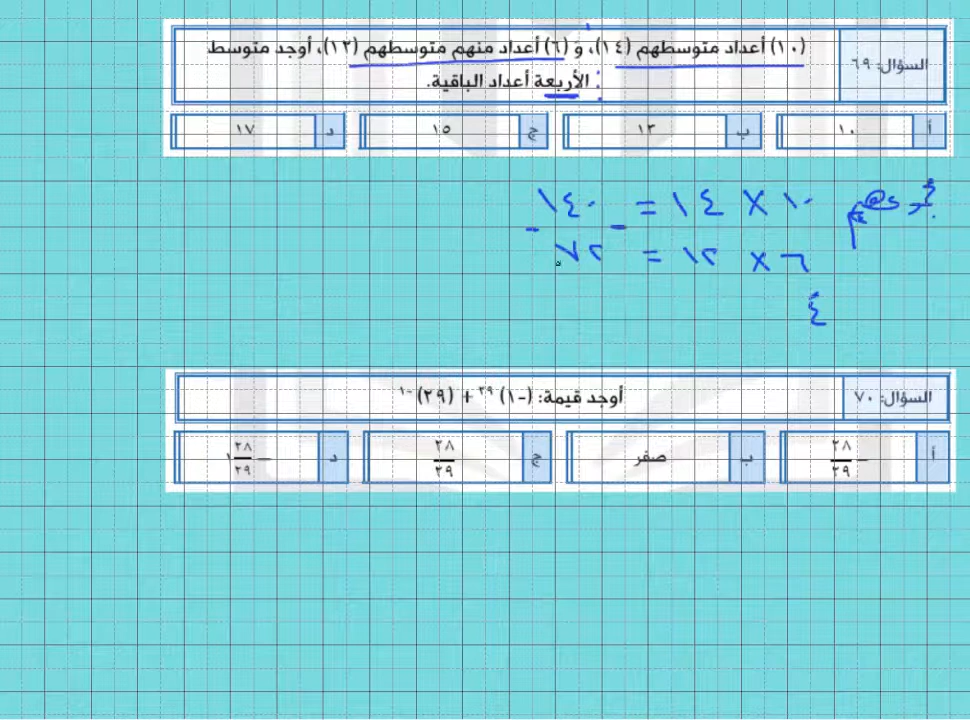 السؤال: ٦٩
(١٠) أعداد متوسطهم (١٤)، و (٦) أعداد منهم متوسطهم (١٢)، أوجد متوسط
الأربعة أعداد الباقية.
أ ١٠ ب ١٣ ج ١٥ د ١٧
١٠ × ١٤ = ١٤٠
٦ × ١٢ = ٧٢
٤
السؤال: ٧٠
أوجد قيمة: (-١)^٣٩ + (٢٩)^-١
أ -٢٨/٢٩ ب صفر ج ٢٨/٢٩ د -١ ٢٨/٢٩